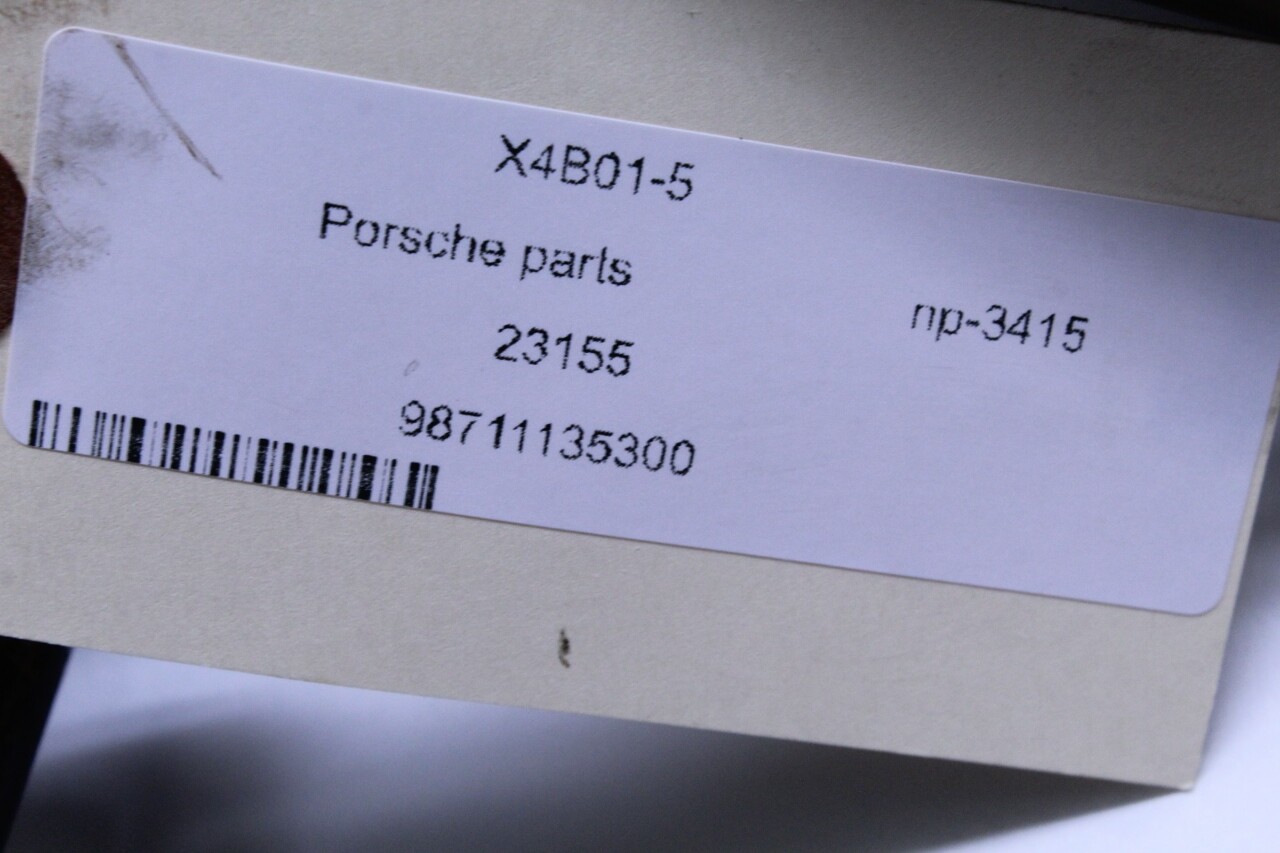 X4B01-5
Porsche parts
np-3415
23155
98711135300